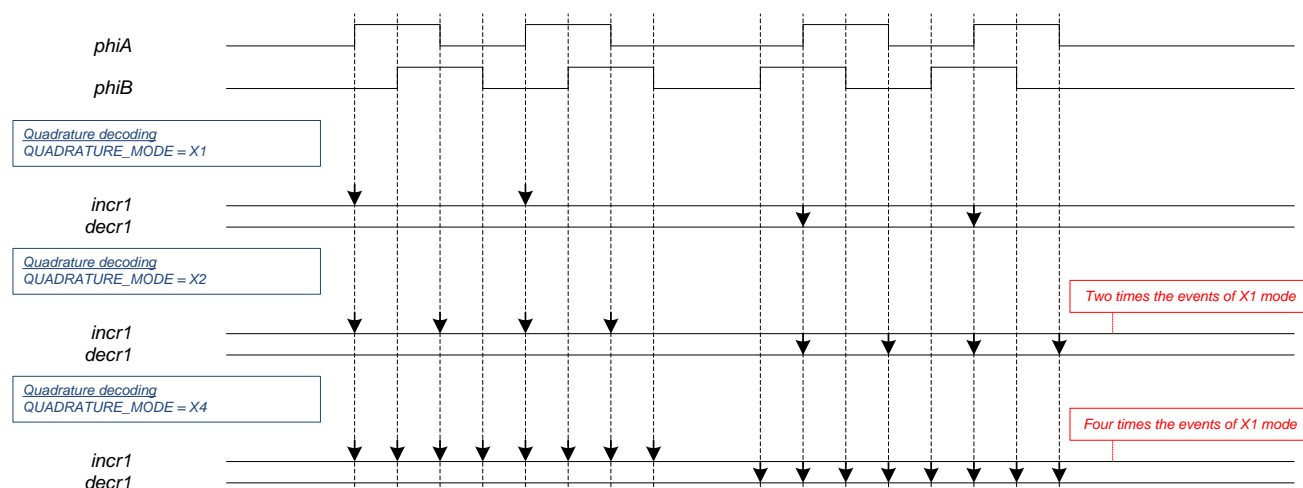 phiA
phiB
Quadrature decoding
QUADRATURE_MODE = X1
incr1
decr1
Quadrature decoding
QUADRATURE_MODE = X2
Two times the events of X1 mode
incr1
decr1
Quadrature decoding
QUADRATURE_MODE = X4
Four times the events of X1 mode
incr1
decr1